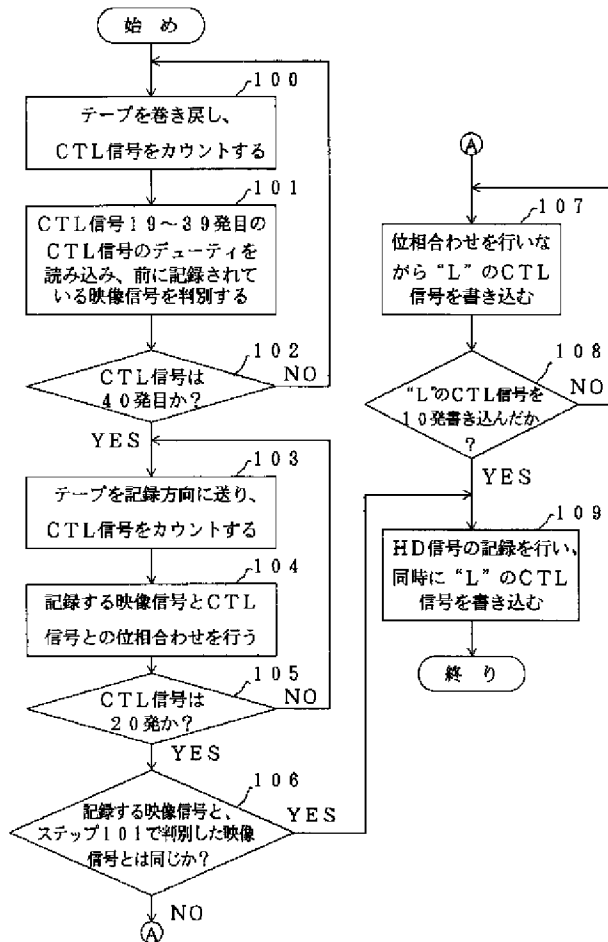 始 め
100
テープを巻き戻し、
CTL信号をカウントする
101
CTL信号19〜39発目の
CTL信号のデューティを
読み込み、前に記録されて
いる映像信号を判別する
102
CTL信号は
40発目か?
NO
YES
103
テープを記録方向に送り、
CTL信号をカウントする
104
記録する映像信号とCTL
信号との位相合わせを行う
105
CTL信号は
20発か?
NO
YES
106
記録する映像信号と、
ステップ101で判別した映像
信号とは同じか?
YES
NO
A
A
107
位相合わせを行いな
がら“L”のCTL
信号を書き込む
108
“L”のCTL信号を
10発書き込んだか
?
NO
YES
109
HD信号の記録を行い、
同時に“L”のCTL
信号を書き込む
終 り